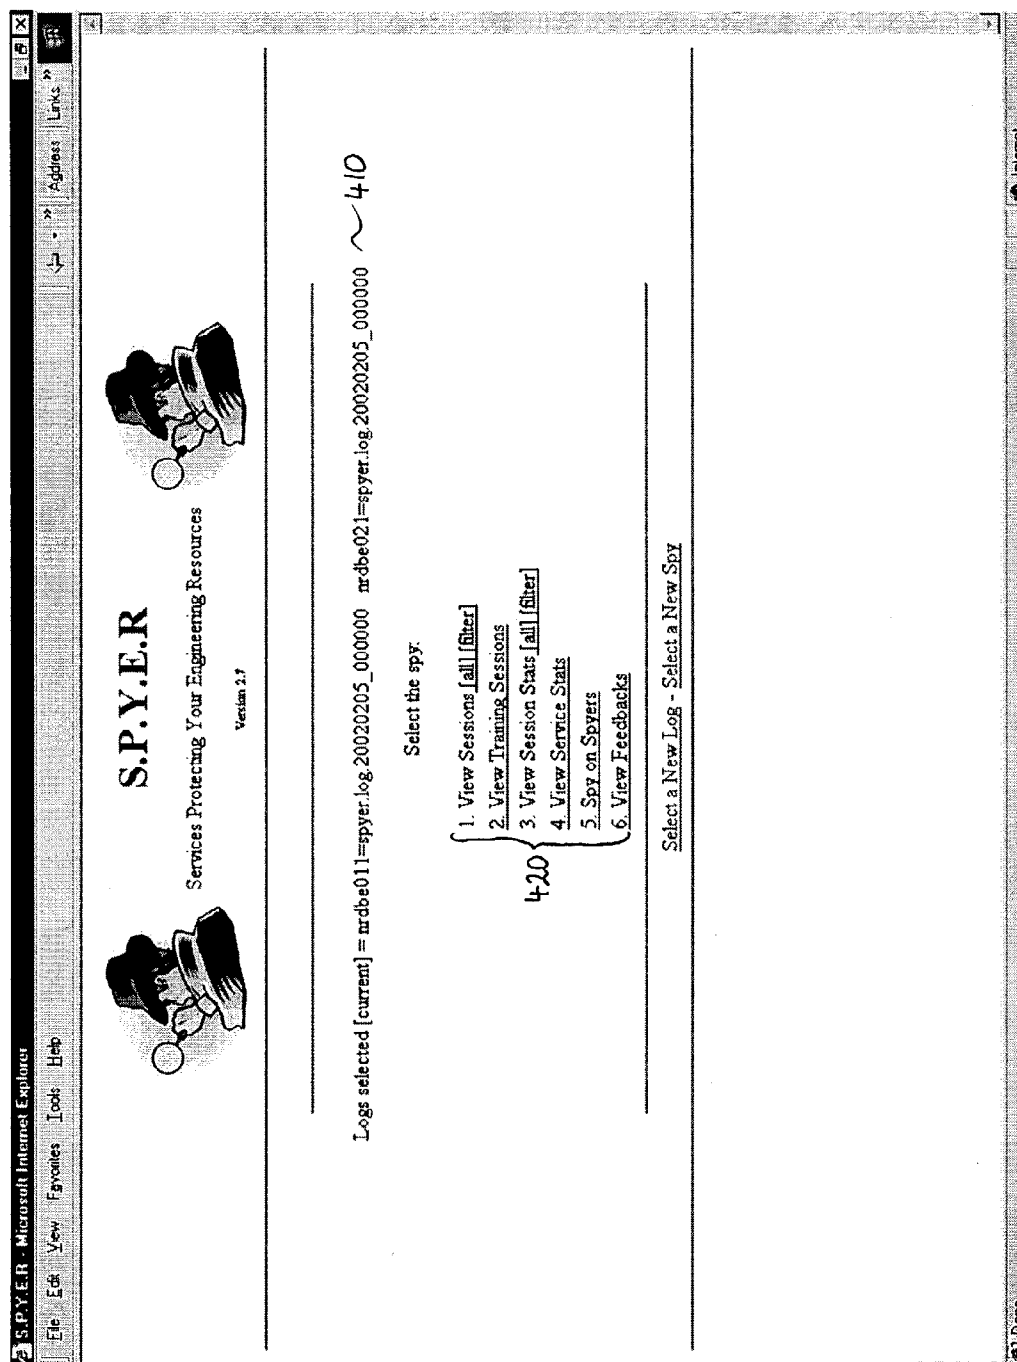 S.P.Y.E.R - Microsoft Internet Explorer
File Edit View Favorites Tools Help
Address Links »
S.P.Y.E.R
Services Protecting Your Engineering Resources
Version 2.7
Logs selected [current] = nrdbe011=spyer.log.20020205_000000 nrdbe021=spyer.log.20020205_000000 ~ 410
Select the spy:
420
1. View Sessions [all] [filter]
2. View Training Sessions
3. View Session Stats [all] [filter]
4. View Service Stats
5. Spy on Spyers
6. View Feedbacks
Select a New Log - Select a New Spy